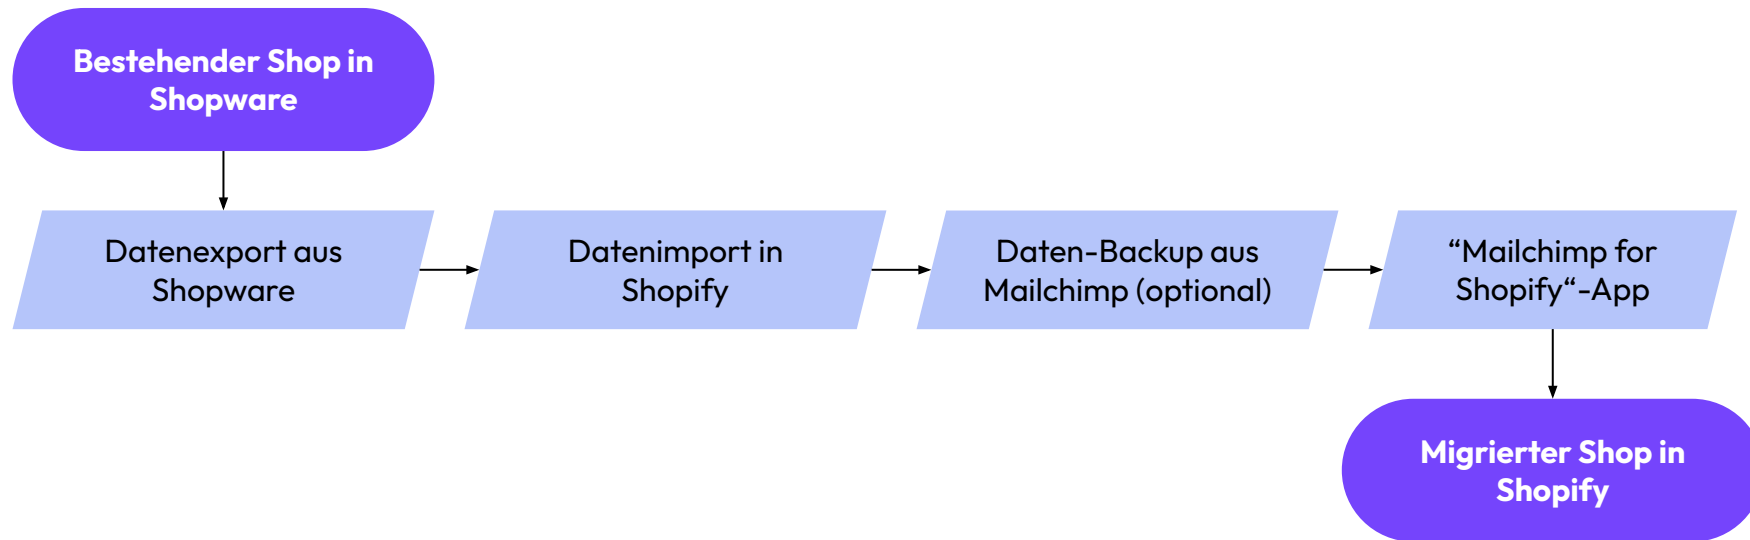 Bestehender Shop in
Shopware
Datenexport aus
Shopware
Datenimport in
Shopify
Daten-Backup aus
Mailchimp (optional)
“Mailchimp for
Shopify“-App
Migrierter Shop in
Shopify